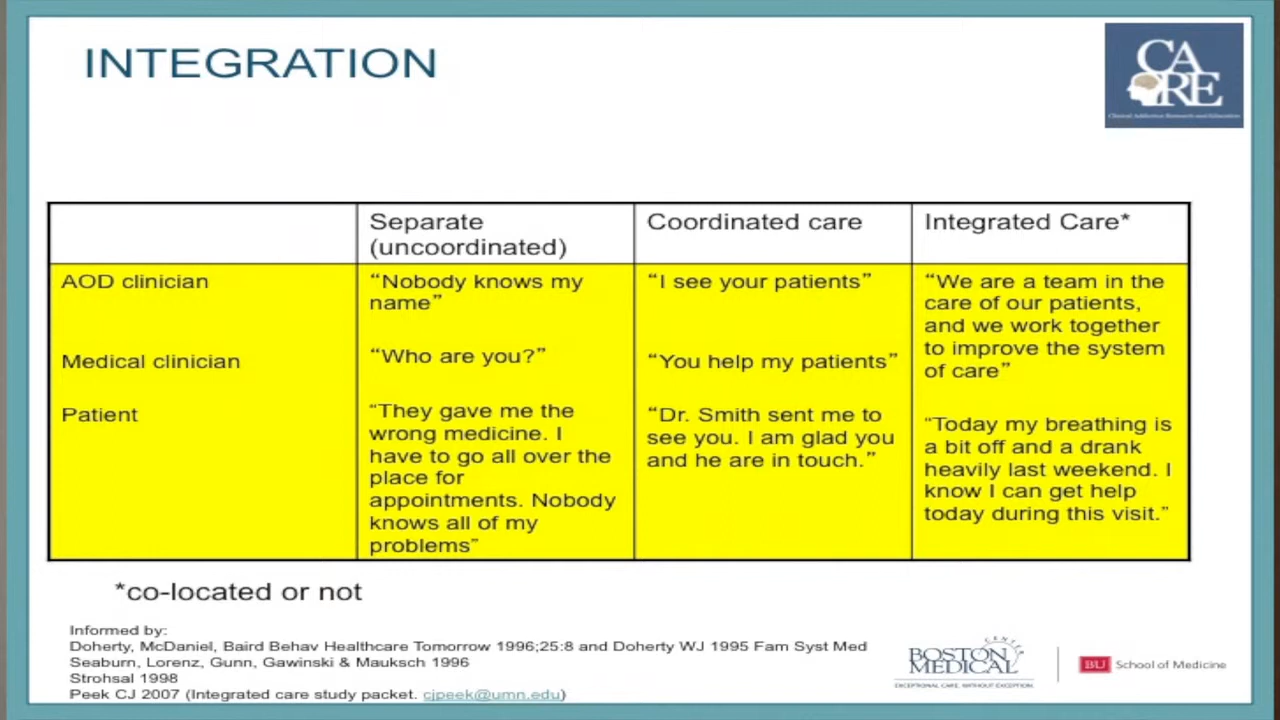 INTEGRATION
CA
RE
Clinical Addiction Research and Education
Separate
(uncoordinated)
Coordinated care
Integrated Care*
AOD clinician
“Nobody knows my
name”
“I see your patients”
“We are a team in the
care of our patients,
and we work together
to improve the system
of care”
Medical clinician
“Who are you?”
“You help my patients”
Patient
“They gave me the
wrong medicine. I
have to go all over the
place for
appointments. Nobody
knows all of my
problems”
“Dr. Smith sent me to
see you. I am glad you
and he are in touch.”
“Today my breathing is
a bit off and a drank
heavily last weekend. I
know I can get help
today during this visit.”
*co-located or not
Informed by:
Doherty, McDaniel, Baird Behav Healthcare Tomorrow 1996;25:8 and Doherty WJ 1995 Fam Syst Med
Seaburn, Lorenz, Gunn, Gawinski & Mauksch 1996
Strohsal 1998
Peek CJ 2007 (Integrated care study packet. cjpeek@umn.edu)
BOSTON
MEDICAL
CENTER
EXCEPTIONAL CARE. WITHOUT EXCEPTION.
BU School of Medicine